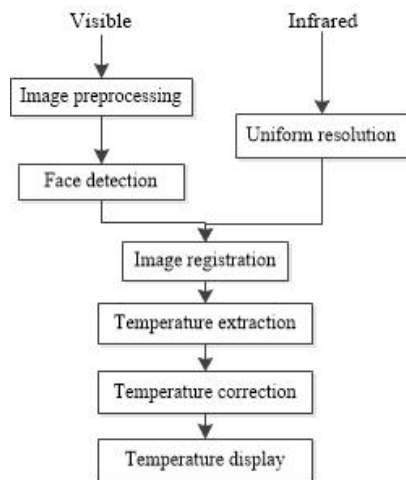 Visible
Infrared
Image preprocessing
Uniform resolution
Face detection
Image registration
Temperature extraction
Temperature correction
Temperature display